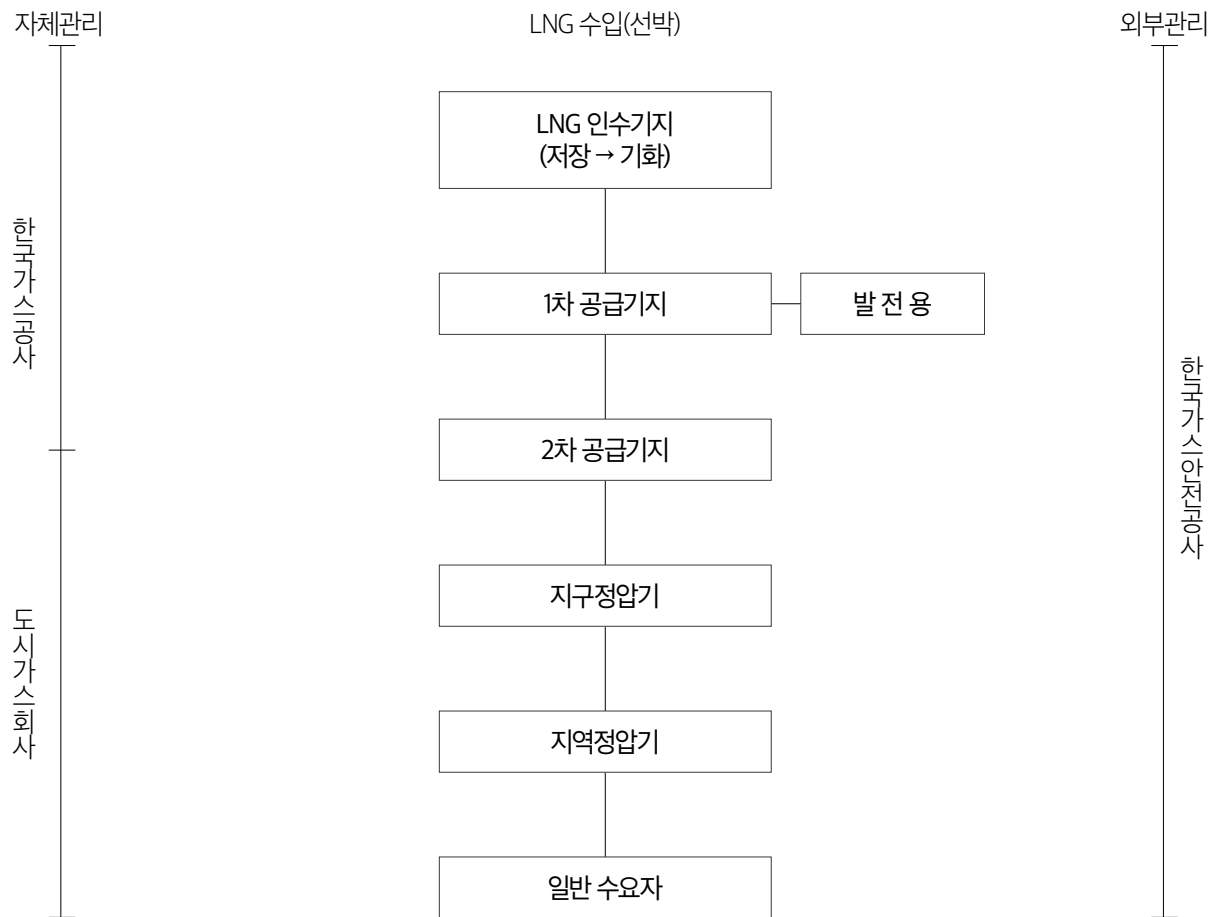 자체관리
LNG 수입(선박)
외부관리
LNG 인수기지
(저장 → 기화)
한국가스공사
1차 공급기지
발 전 용
한국가스안전공사
2차 공급기지
지구정압기
도시가스회사
지역정압기
일반 수요자